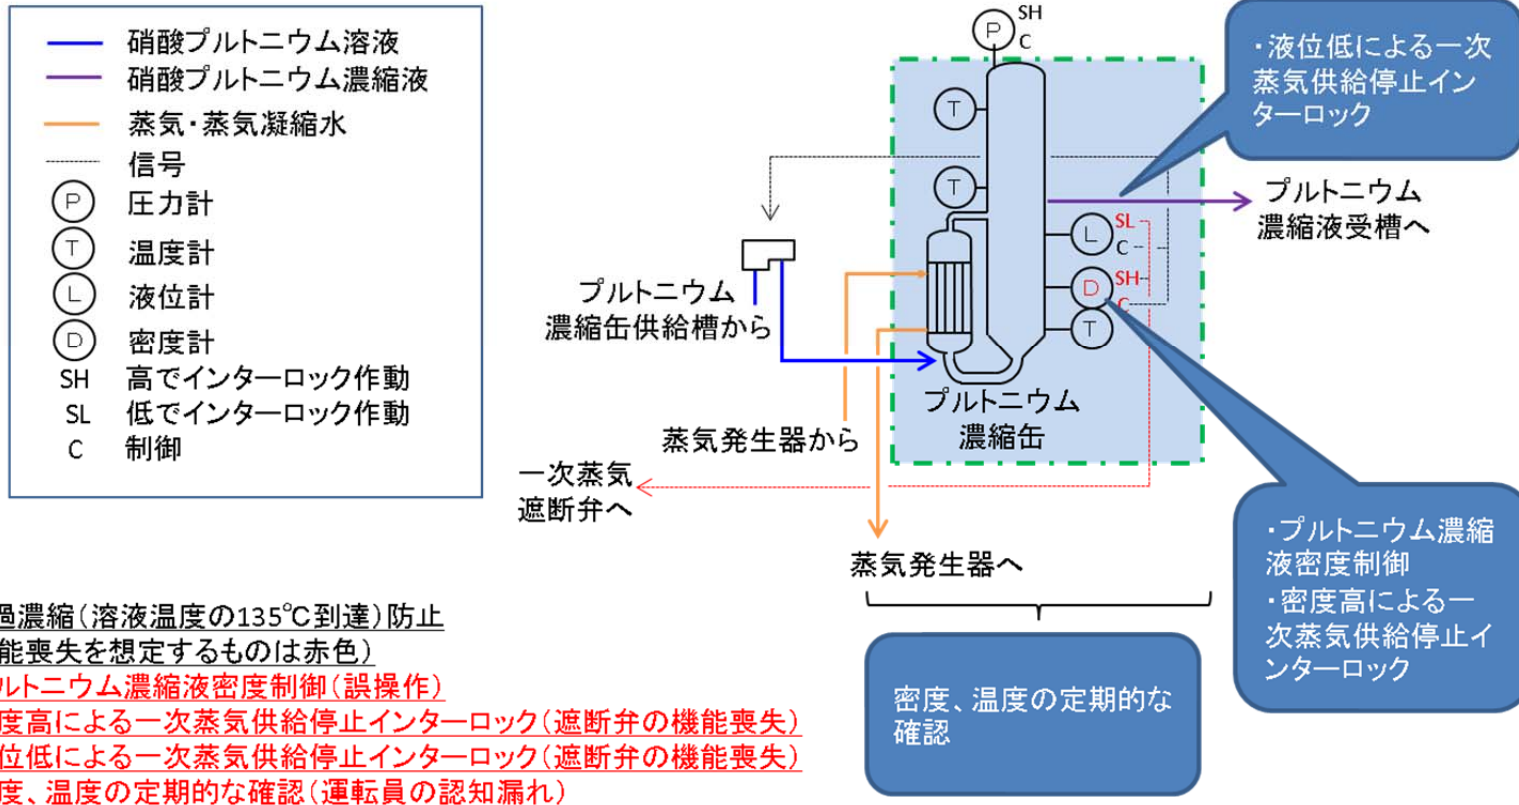 硝酸プルトニウム溶液
硝酸プルトニウム濃縮液
蒸気・蒸気凝縮水
信号
P 圧力計
T 温度計
L 液位計
D 密度計
SH 高でインターロック作動
SL 低でインターロック作動
C 制御
P
SH
C
T
T
L
SL
C
D
SH
C
T
・液位低による一次
蒸気供給停止イン
ターロック
プルトニウム
濃縮液受槽へ
プルトニウム
濃縮缶供給槽から
プルトニウム
濃縮缶
蒸気発生器から
一次蒸気
遮断弁へ
蒸気発生器へ
・プルトニウム濃縮
液密度制御
・密度高による一
次蒸気供給停止イ
ンターロック
密度、温度の定期的な
確認
過濃縮(溶液温度の135℃到達)防止
能喪失を想定するものは赤色)
ルトニウム濃縮液密度制御(誤操作)
度高による一次蒸気供給停止インターロック(遮断弁の機能喪失)
位低による一次蒸気供給停止インターロック(遮断弁の機能喪失)
度、温度の定期的な確認(運転員の認知漏れ)